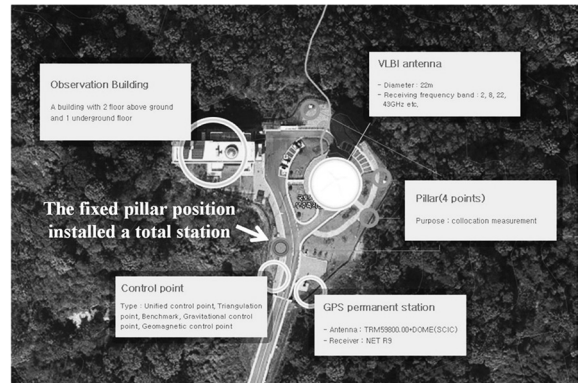 VLBI antenna
- Diameter : 22m
- Receiving frequency band : 2, 8, 22,
43GHz etc.
Observation Building
A building with 2 floor above ground
and 1 underground floor
Pillar(4 points)
Purpose : collocation measurement
The fixed pillar position
installed a total station
Control point
Type : Unified control point, Triangulation
point, Benchmark, Gravitational control
point, Geomagnetic control point
GPS permanent station
- Antenna : TRM59800.00+DOME(SCIC)
- Receiver : NET R9